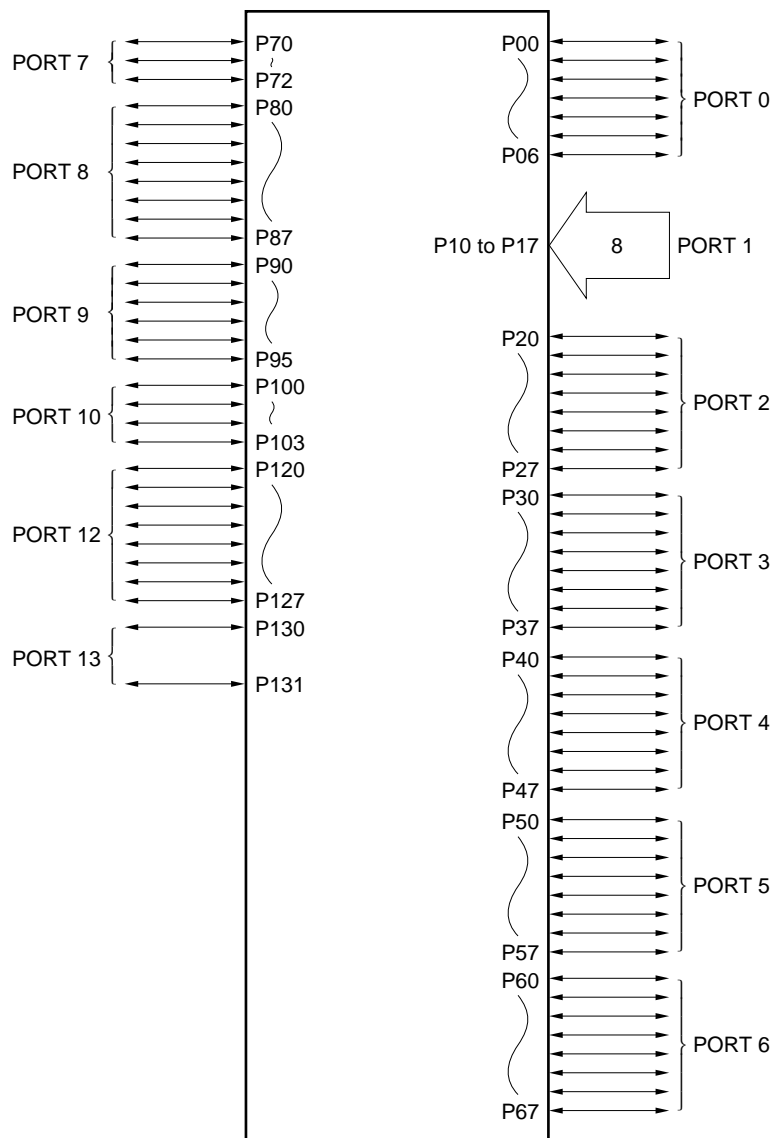 PORT 7
P70
P72
PORT 8
P80
P87
PORT 9
P90
P95
PORT 10
P100
P103
PORT 12
P120
P127
PORT 13
P130
P131
P00
P06
PORT 0
P10 to P17
8
PORT 1
P20
P27
PORT 2
P30
P37
PORT 3
P40
P47
PORT 4
P50
P57
PORT 5
P60
P67
PORT 6